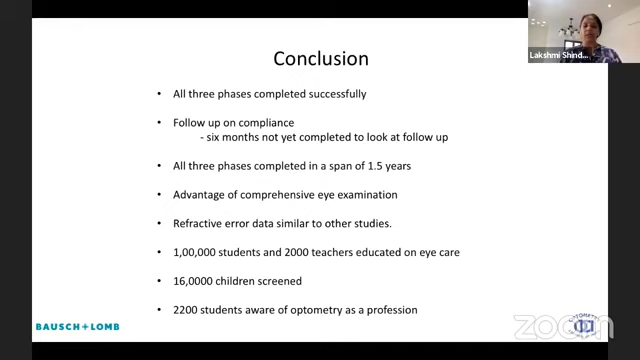 Conclusion
Lakshmi Shind...
• All three phases completed successfully
• Follow up on compliance
- six months not yet completed to look at follow up
• All three phases completed in a span of 1.5 years
• Advantage of comprehensive eye examination
• Refractive error data similar to other studies.
• 1,00,000 students and 2000 teachers educated on eye care
• 16,0000 children screened
• 2200 students aware of optometry as a profession
BAUSCH+LOMB
zoom